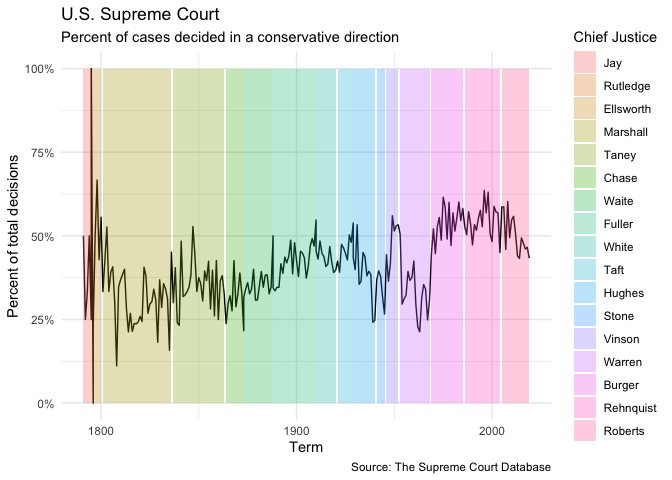 U.S. Supreme Court
Percent of cases decided in a conservative direction
Chief Justice
Jay
Rutledge
Ellsworth
Marshall
Taney
Chase
Waite
Fuller
White
Taft
Hughes
Stone
Vinson
Warren
Burger
Rehnquist
Roberts
Percent of total decisions
100%
75%
50%
25%
0%
1800
1900
2000
Term
Source: The Supreme Court Database